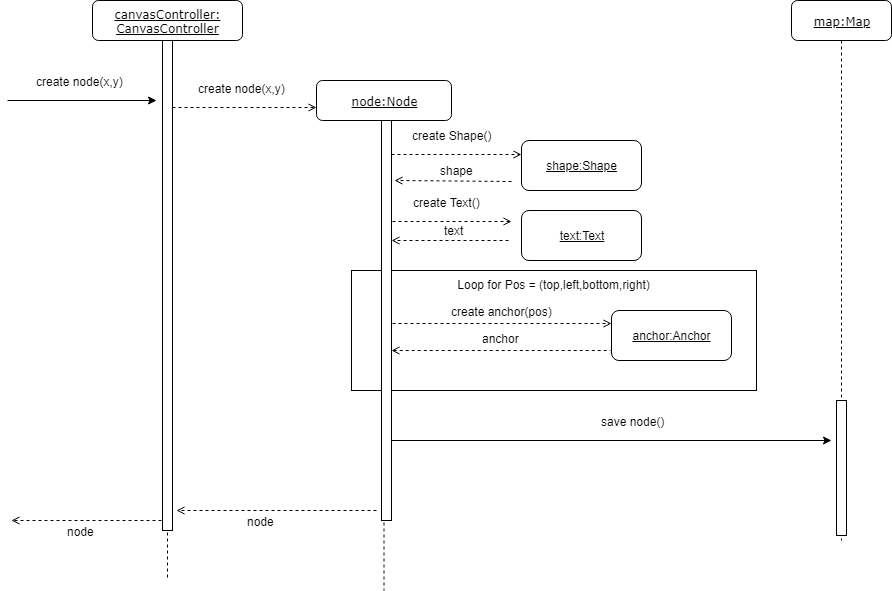 canvasController:
CanvasController
map:Map
create node(x,y)
create node(x,y)
node:Node
create Shape()
shape:Shape
shape
create Text()
text
text:Text
Loop for Pos = (top,left,bottom,right)
create anchor(pos)
anchor:Anchor
anchor
save node()
node
node